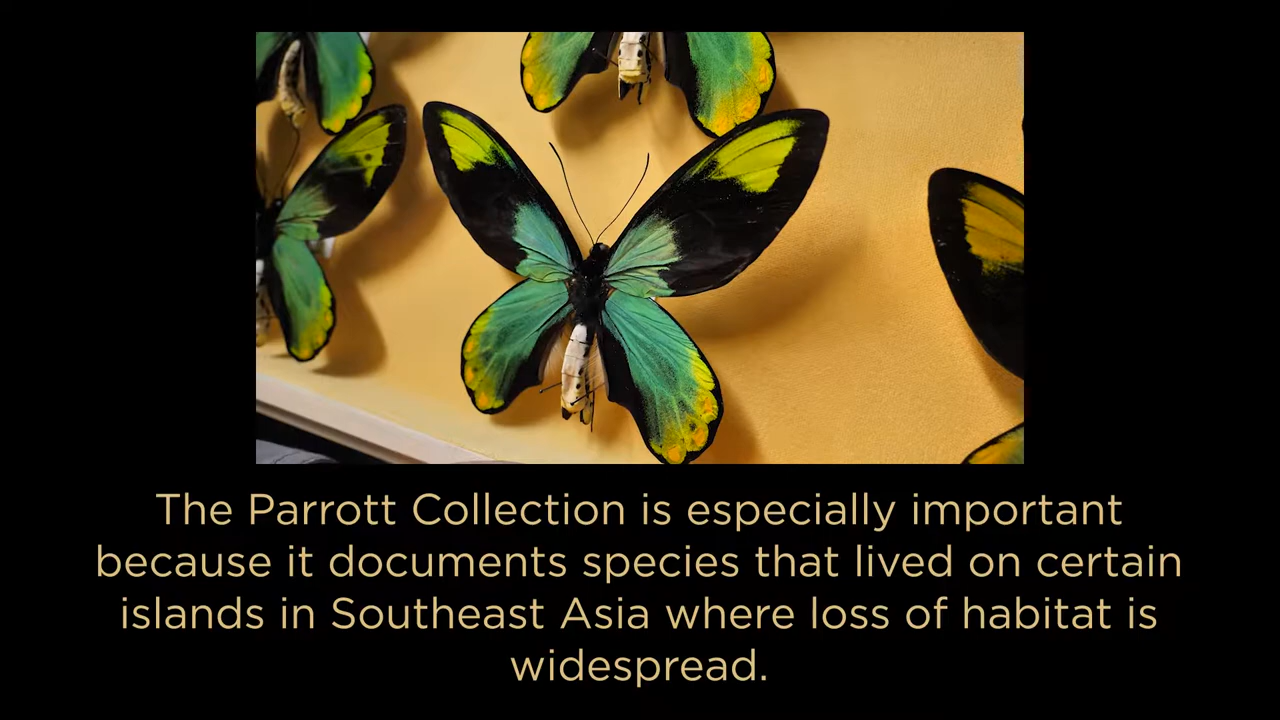 The Parrott Collection is especially important
because it documents species that lived on certain
islands in Southeast Asia where loss of habitat is
widespread.